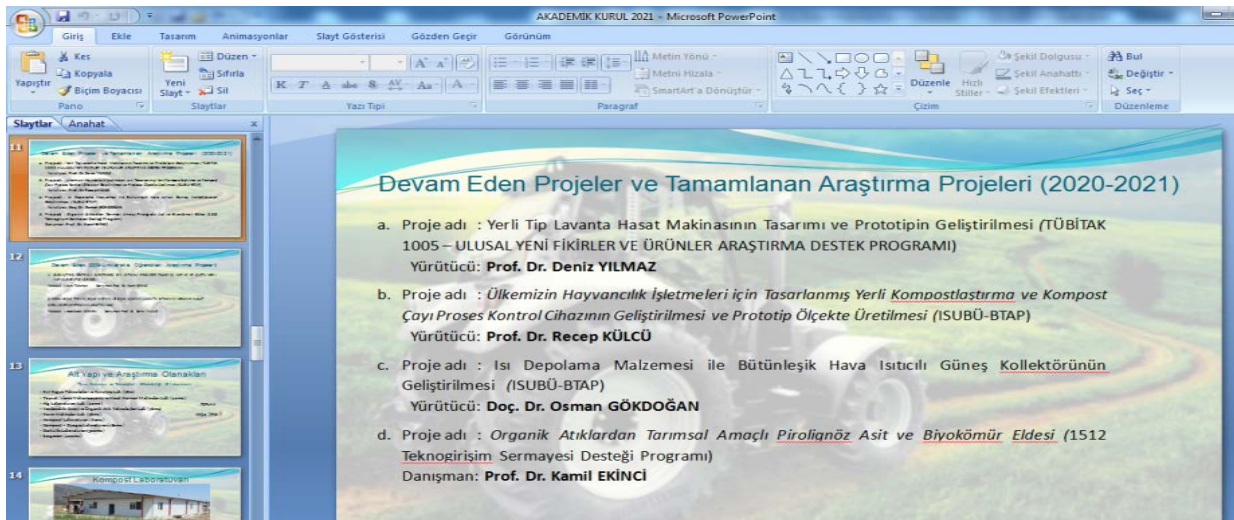 AKADEMİK KURUL 2021 - Microsoft PowerPoint
Giriş Ekle Tasarım Animasyonlar Slayt Gösterisi Gözden Geçir Görünüm
Yapıştır
Kes
Kopyala
Biçim Boyacısı
Pano
Yeni Slayt
Düzen
Sıfırla
Sil
Slaytlar
Yazı Tipi
Metin Yönü
Metni Hizala
SmartArt'a Dönüştür
Paragraf
Düzenle
Hızlı Stiller
Şekil Dolgusu
Şekil Anahattı
Şekil Efektleri
Çizim
Bul
Değiştir
Seç
Düzenleme
Slaytlar Anahat
11
12
13
Alt Yapı ve Araştırma Olanakları
14
Kompost Laboratuvarı
Devam Eden Projeler ve Tamamlanan Araştırma Projeleri (2020-2021)
a. Proje adı : Yerli Tip Lavanta Hasat Makinasının Tasarımı ve Prototipin Geliştirilmesi (TÜBİTAK
1005 – ULUSAL YENİ FİKİRLER VE ÜRÜNLER ARAŞTIRMA DESTEK PROGRAMI)
Yürütücü: Prof. Dr. Deniz YILMAZ
b. Proje adı : Ülkemizin Hayvancılık İşletmeleri için Tasarlanmış Yerli Kompostlaştırma ve Kompost
Çayı Proses Kontrol Cihazının Geliştirilmesi ve Prototip Ölçekte Üretilmesi (ISUBÜ-BTAP)
Yürütücü: Prof. Dr. Recep KÜLCÜ
c. Proje adı : Isı Depolama Malzemesi ile Bütünleşik Hava Isıtıcılı Güneş Kollektörünün
Geliştirilmesi (ISUBÜ-BTAP)
Yürütücü: Doç. Dr. Osman GÖKDOĞAN
d. Proje adı : Organik Atıklardan Tarımsal Amaçlı Pirolignöz Asit ve Biyokömür Eldesi (1512
Teknogirişim Sermayesi Desteği Programı)
Danışman: Prof. Dr. Kamil EKİNCİ